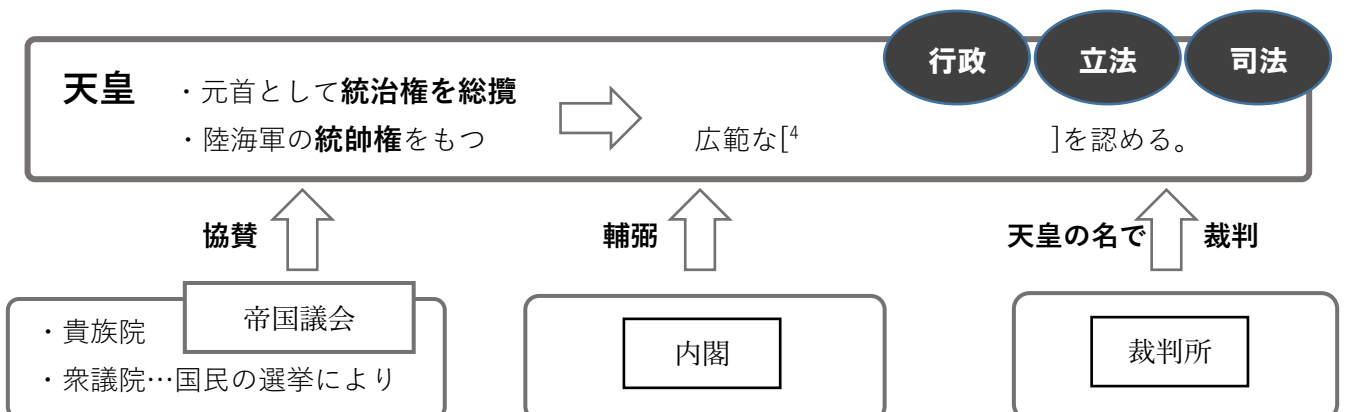 行政 立法 司法
天皇 ・元首として統治権を総攬
・陸海軍の統帥権をもつ 広範な[4 ]を認める。
協賛 輔弼 天皇の名で 裁判
帝国議会
・貴族院
・衆議院…国民の選挙により
内閣
裁判所